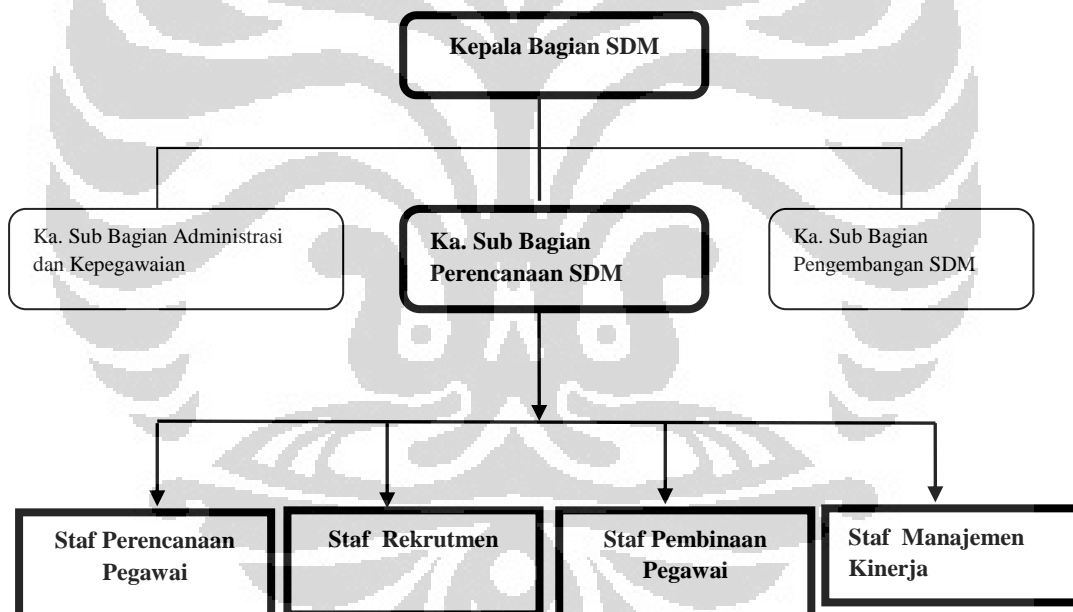 Kepala Bagian SDM
Ka. Sub Bagian Administrasi
dan Kepegawaian
Ka. Sub Bagian
Perencanaan SDM
Ka. Sub Bagian
Pengembangan SDM
Staf Perencanaan
Pegawai
Staf Rekrutmen
Staf Pembinaan
Pegawai
Staf Manajemen
Kinerja